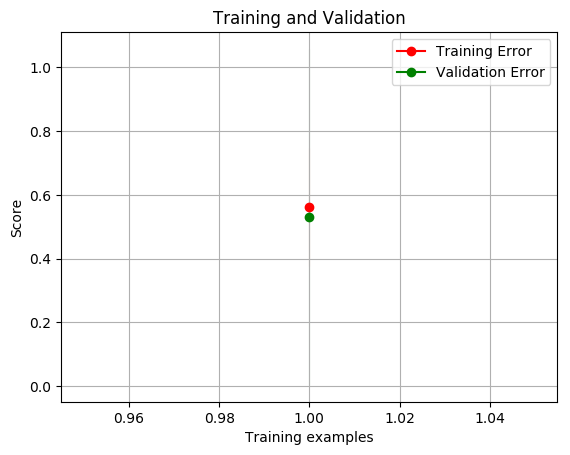 Training and Validation
Training Error
Validation Error
1.0
0.8
0.6
0.4
0.2
0.0
Score
0.96 0.98 1.00 1.02 1.04
Training examples